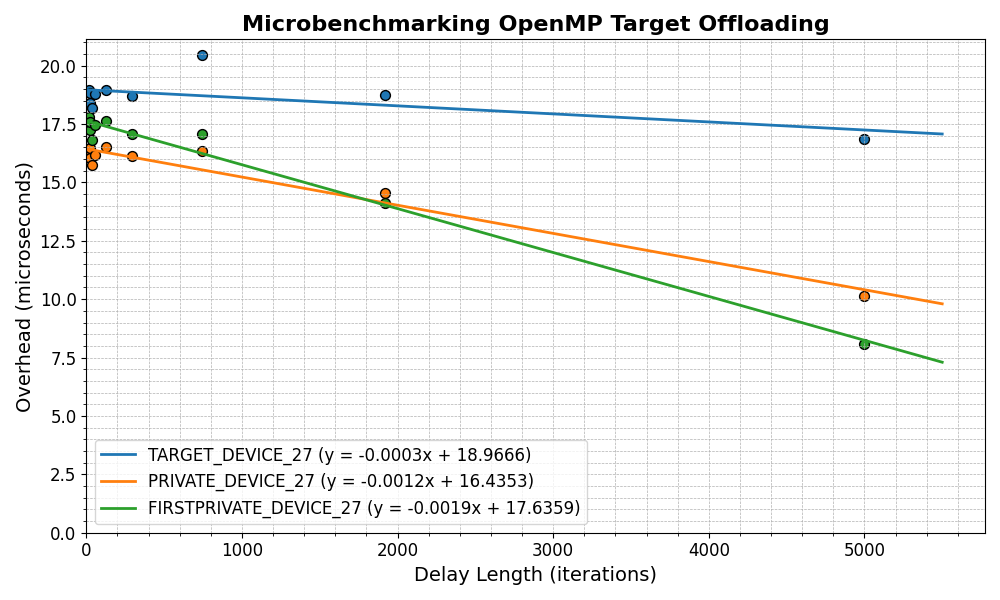 Microbenchmarking OpenMP Target Offloading
Overhead (microseconds)
20.0
17.5
15.0
12.5
10.0
7.5
5.0
2.5
0.0
TARGET_DEVICE_27 (y = -0.0003x + 18.9666)
PRIVATE_DEVICE_27 (y = -0.0012x + 16.4353)
FIRSTPRIVATE_DEVICE_27 (y = -0.0019x + 17.6359)
0 1000 2000 3000 4000 5000
Delay Length (iterations)